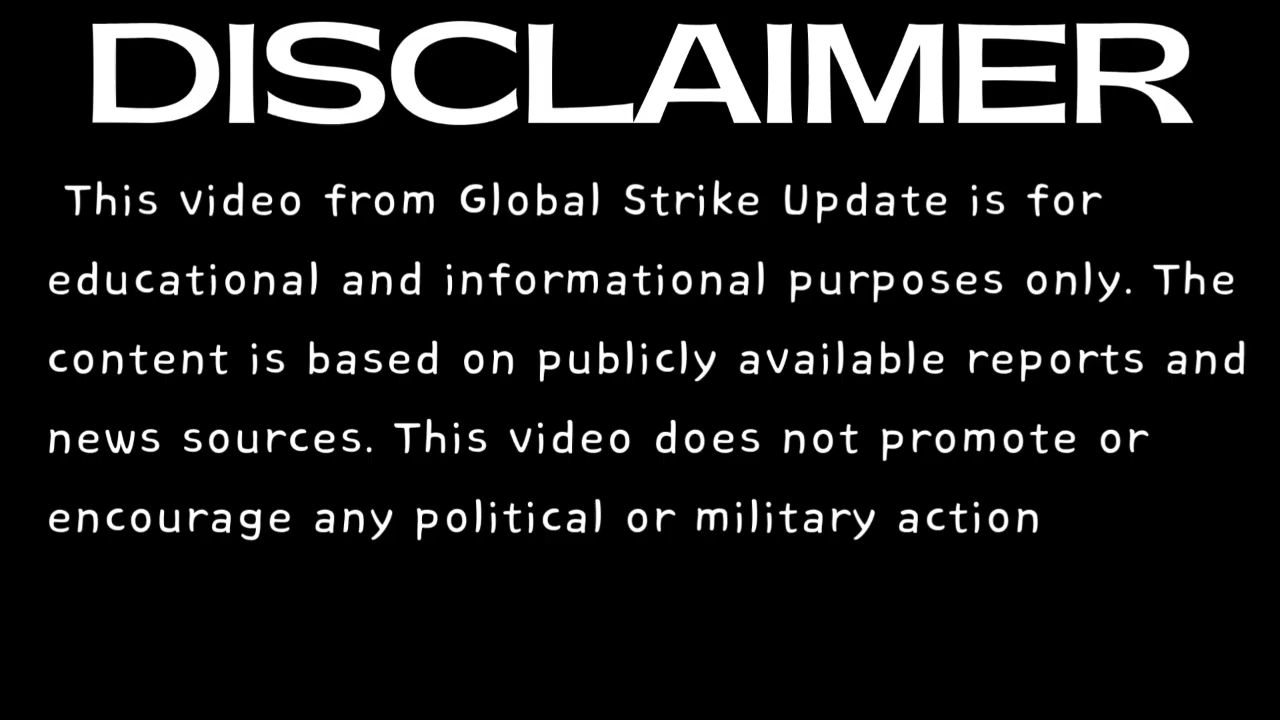 DISCLAIMER
This video from Global Strike Update is for
educational and informational purposes only. The
content is based on publicly available reports and
news sources. This video does not promote or
encourage any political or military action